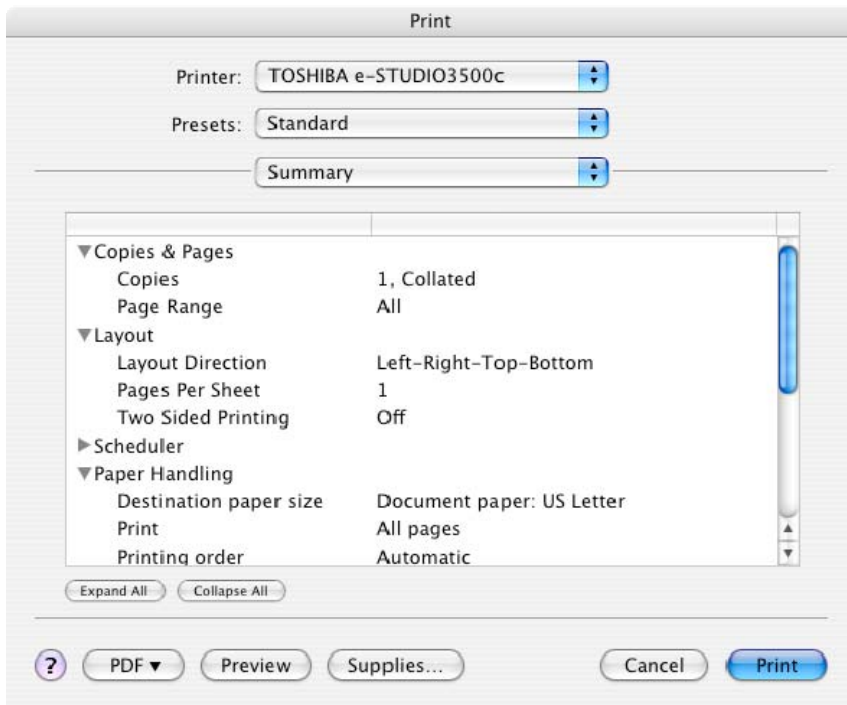 Print
Printer: TOSHIBA e-STUDIO3500c
Presets: Standard
Summary
▼Copies & Pages
Copies 1, Collated
Page Range All
▼Layout
Layout Direction Left-Right-Top-Bottom
Pages Per Sheet 1
Two Sided Printing Off
▶Scheduler
▼Paper Handling
Destination paper size Document paper: US Letter
Print All pages
Printing order Automatic
Expand All Collapse All
? PDF ▼ Preview Supplies... Cancel Print